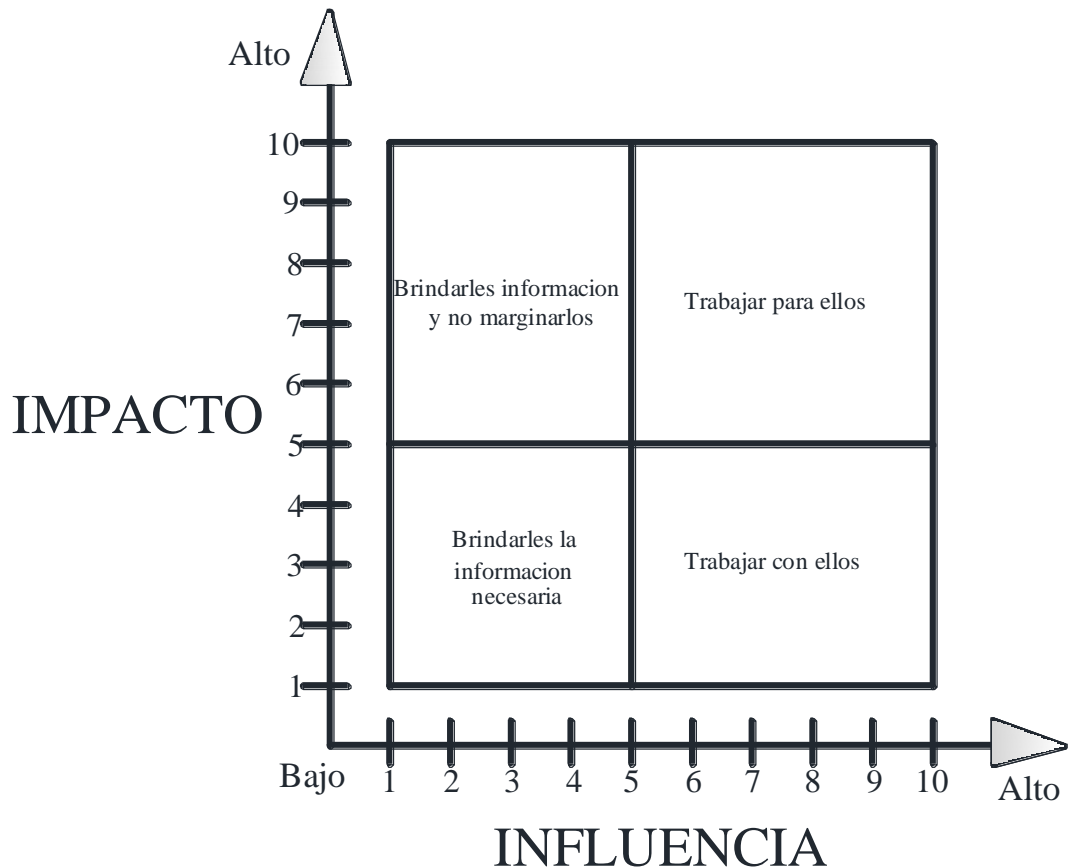 Alto
10
9
8
Brindarles informacion
y no marginarlos
Trabajar para ellos
7
6
IMPACTO
5
4
Brindarles la
informacion
necesaria
Trabajar con ellos
3
2
1
Bajo
1 2 3 4 5 6 7 8 9 10
Alto
INFLUENCIA